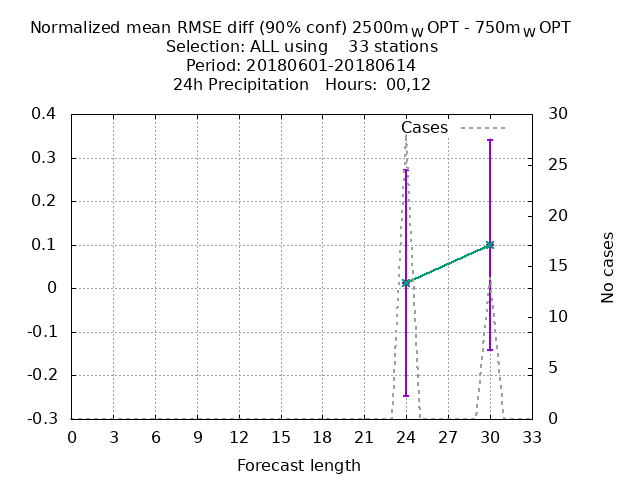 Normalized mean RMSE diff (90% conf) 2500m_W OPT - 750m_W OPT
Selection: ALL using    33 stations
Period: 20180601-20180614
24h Precipitation   Hours:  00,12
Cases
0.4
0.3
0.2
0.1
0
-0.1
-0.2
-0.3
30
25
20
15
10
5
0
No cases
0 3 6 9 12 15 18 21 24 27 30 33
Forecast length